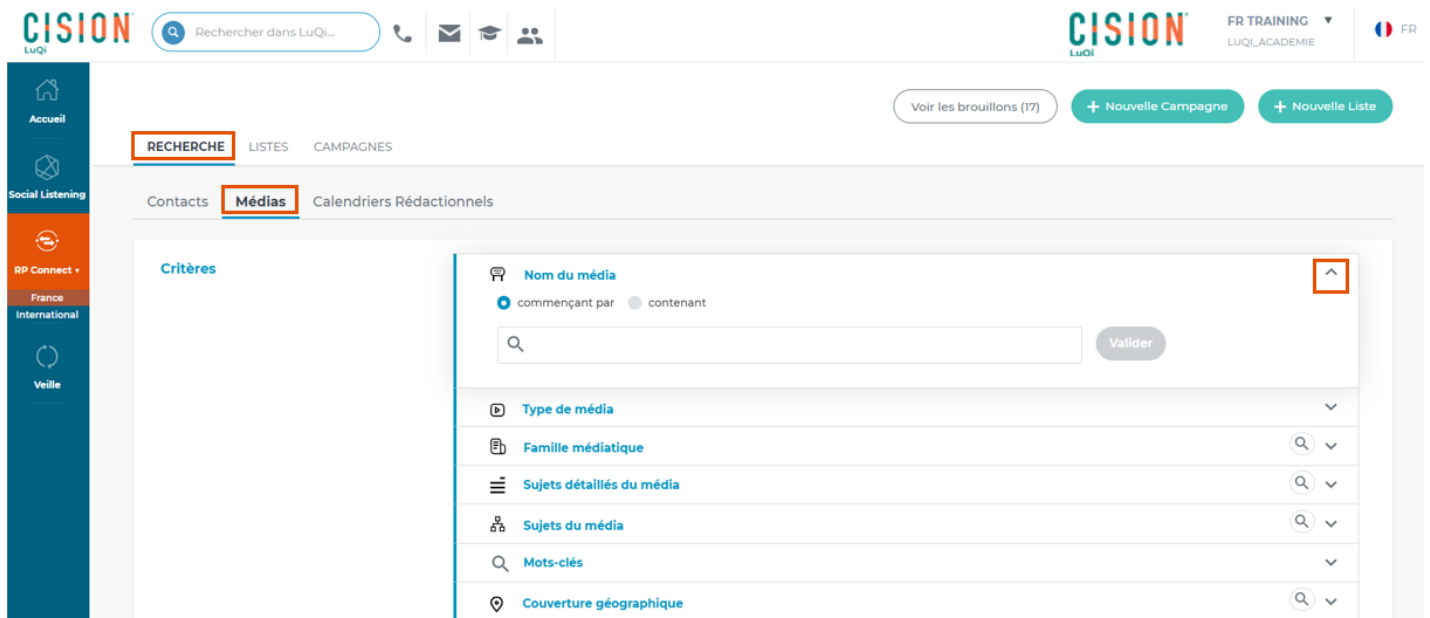 CISION
LuQi
Rechercher dans LuQi...
CISION
LuQi
FR TRAINING
LUQI_ACADEMIE
FR
Accueil
Social Listening
RP Connect
France
International
Veille
Voir les brouillons (17)
+ Nouvelle Campagne
+ Nouvelle Liste
RECHERCHE LISTES CAMPAGNES
Contacts Médias Calendriers Rédactionnels
Critères
Nom du média
commençant par contenant
Valider
Type de média
Famille médiatique
Sujets détaillés du média
Sujets du média
Mots-clés
Couverture géographique